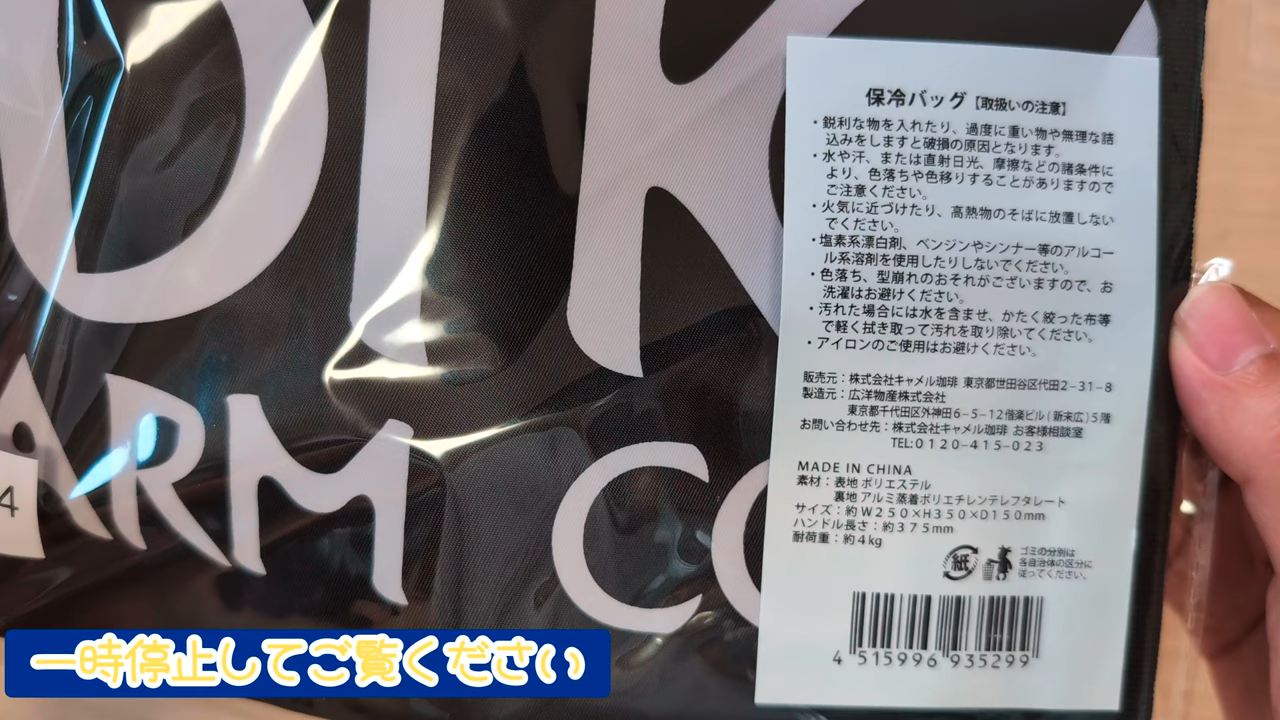 DIK
ARM CO
4
保冷バッグ【取扱いの注意】
・鋭利な物を入れたり、過度に重い物や無理な詰
込みをしますと破損の原因となります。
・水や汗、または直射日光、摩擦などの諸条件に
より、色落ちや色移りすることがありますので
ご注意ください。
・火気に近づけたり、高熱物のそばに放置しない
でください。
・塩素系漂白剤、ベンジンやシンナー等のアルコー
ル系溶剤を使用したりしないでください。
・色落ち、型崩れのおそれがございますので、お
洗濯はお避けください。
・汚れた場合には水を含ませ、かたく絞った布等
で軽く拭き取って汚れを取り除いてください。
・アイロンのご使用はお避けください。
販売元：株式会社キャメル珈琲 東京都世田谷区代田2－31－8
製造元：広洋物産株式会社
東京都千代田区外神田6－5－12偕楽ビル(新末広)5階
お問い合わせ先：株式会社キャメル珈琲 お客様相談室
TEL:0120-415-023
MADE IN CHINA
素材：表地 ポリエステル
裏地 アルミ蒸着ポリエチレンテレフタレート
サイズ：約W250×H350×D150mm
ハンドル長さ：約375mm
耐荷重：約4kg
紙
ゴミの分別は
各自治体の区分に
従ってください。
4 515996 935299
一時停止してご覧ください